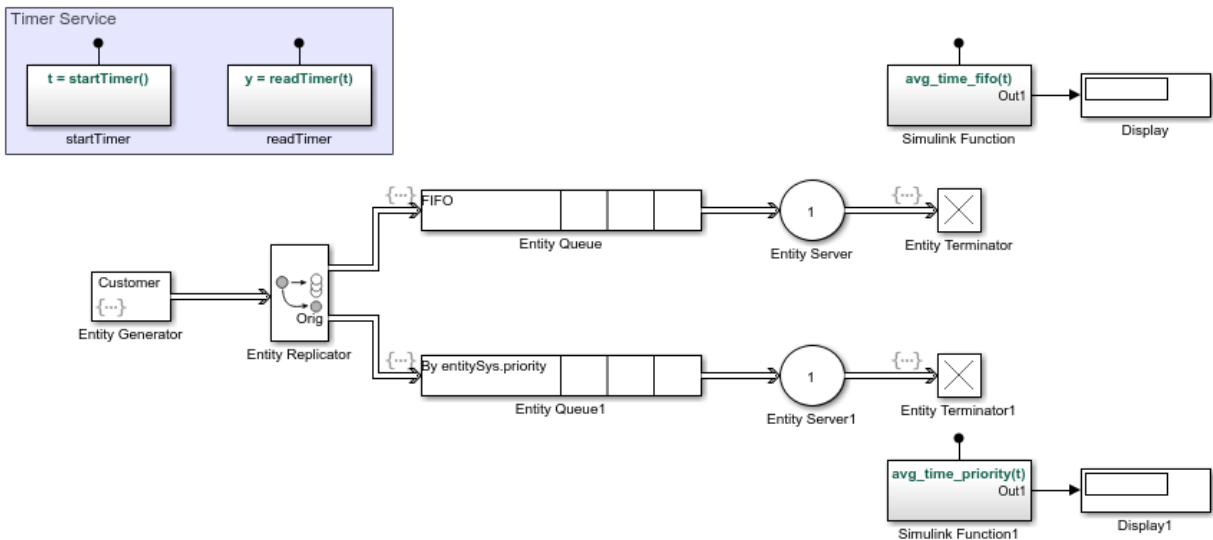 Timer Service
t = startTimer()
startTimer
y = readTimer(t)
readTimer
avg_time_fifo(t)
Out1
Simulink Function
Display
Customer
{...}
Entity Generator
Orig
Entity Replicator
{...}
FIFO
Entity Queue
1
Entity Server
{...}
Entity Terminator
{...}
By entitySys.priority
Entity Queue1
1
Entity Server1
{...}
Entity Terminator1
avg_time_priority(t)
Out1
Simulink Function1
Display1